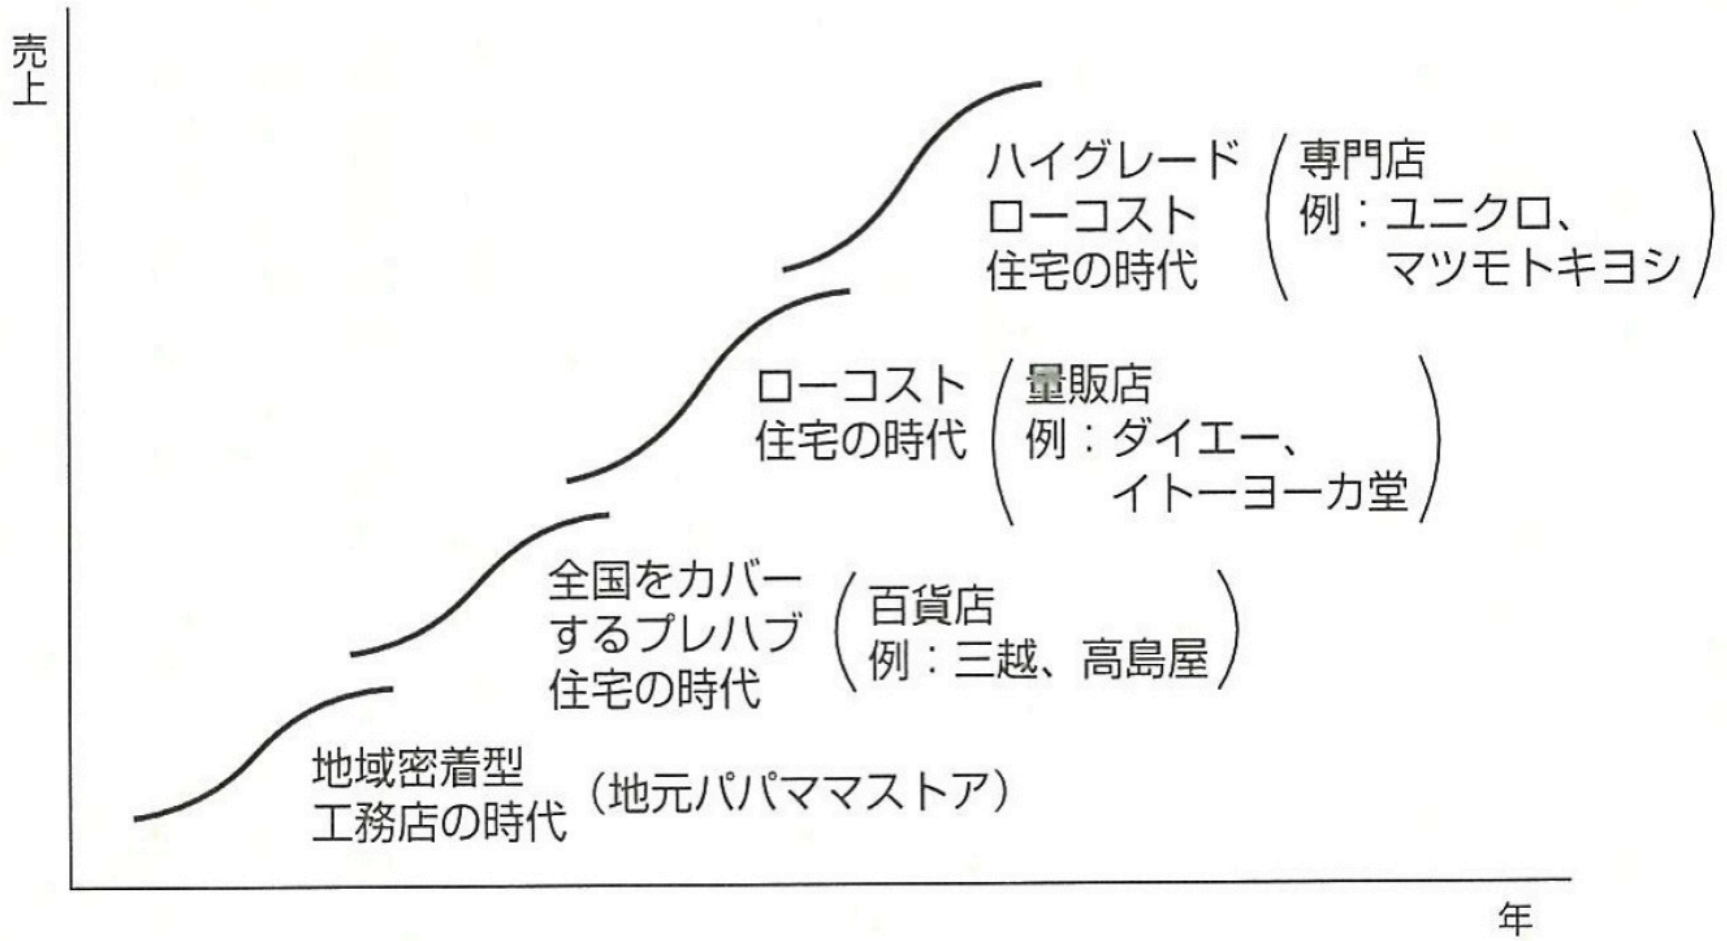 売上
ハイグレード
ローコスト
住宅の時代
専門店
例：ユニクロ、
マツモトキヨシ
ローコスト
住宅の時代
量販店
例：ダイエー、
イトーヨーカ堂
全国をカバー
するプレハブ
住宅の時代
百貨店
例：三越、高島屋
地域密着型
工務店の時代
（地元パパママストア）
年